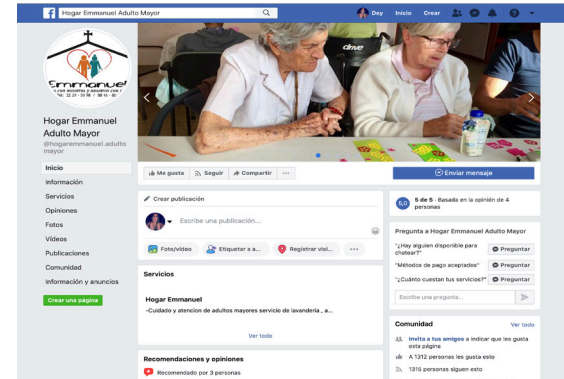 Hogar Emmanuel Adulto Mayor
Dey Inicio Crear
Emmanuel
Hogar Emmanuel
Adulto Mayor
@hogaremmanuel.adulto
mayor
Inicio
Información
Servicios
Opiniones
Fotos
Vídeos
Publicaciones
Comunidad
Información y anuncios
Crear una página
drive
Me gusta Seguir Compartir ...
Enviar mensaje
Crear publicación
Escribe una publicación...
Foto/vídeo Etiquetar a a... Registrar visi... ...
Servicios
Hogar Emmanuel
-Cuidado y atencion de adultos mayores servicio de lavanderia , a...
Ver todo
Recomendaciones y opiniones
Recomendado por 3 personas
5,0
5 de 5 · Basada en la opinión de 4
personas
Pregunta a Hogar Emmanuel Adulto Mayor
"¿Hay alguien disponible para
chatear?" Preguntar
"Métodos de pago aceptados" Preguntar
"¿Cuánto cuestan tus servicios?" Preguntar
Escribe una pregunta...
Comunidad Ver todo
Invita a tus amigos a indicar que les gusta
esta página
A 1312 personas les gusta esto
1315 personas siguen esto